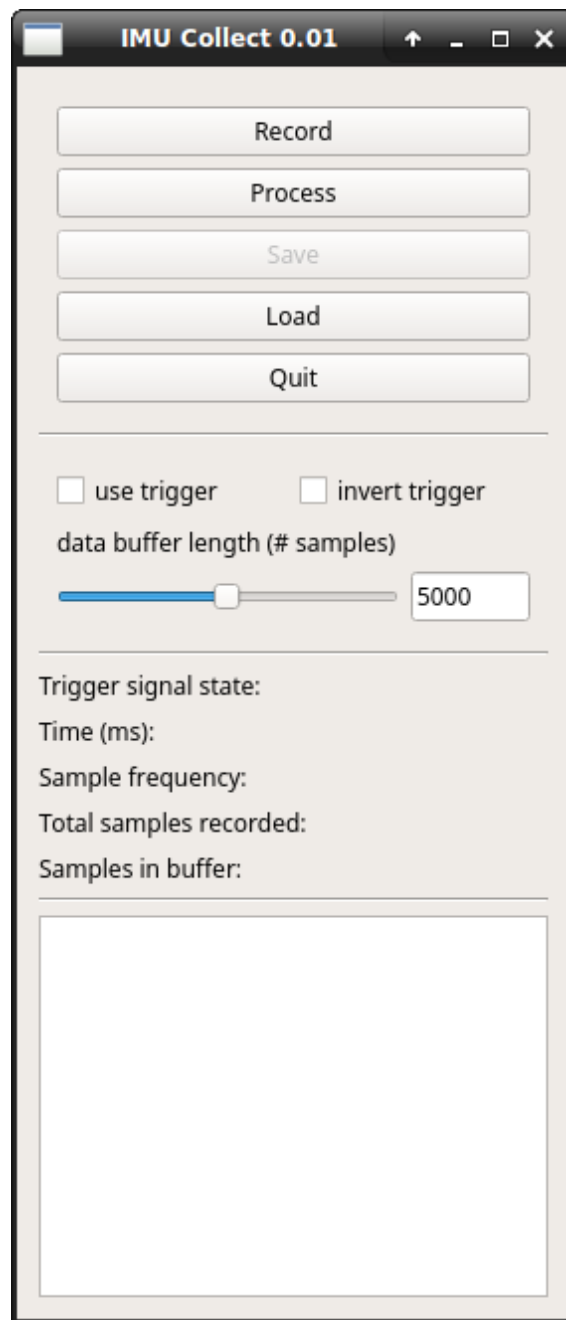 IMU Collect 0.01
Record
Process
Save
Load
Quit
use trigger invert trigger
data buffer length (# samples)
5000
Trigger signal state:
Time (ms):
Sample frequency:
Total samples recorded:
Samples in buffer: